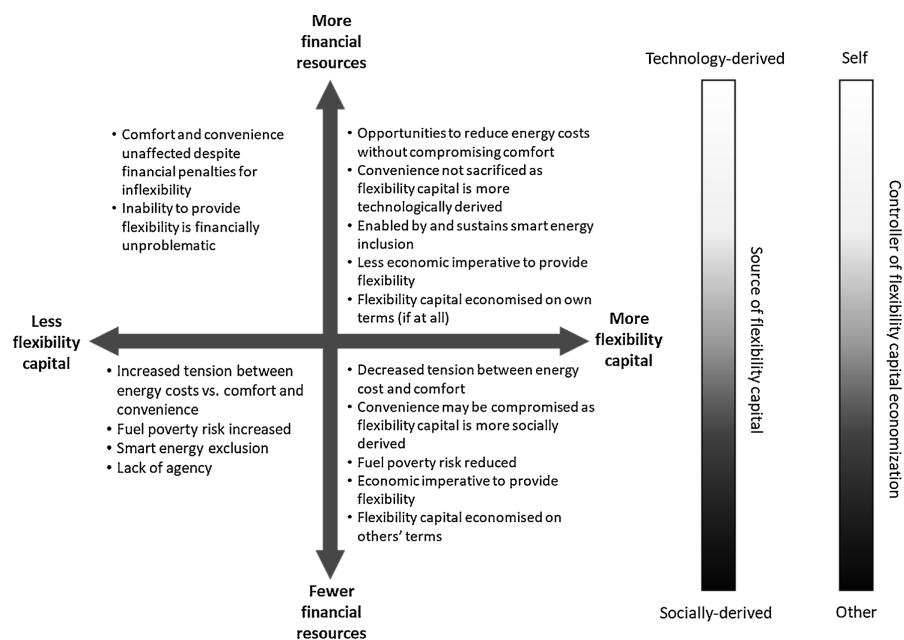 More
financial
resources
• Comfort and convenience
unaffected despite
financial penalties for
inflexibility
• Inability to provide
flexibility is financially
unproblematic
• Opportunities to reduce energy costs
without compromising comfort
• Convenience not sacrificed as
flexibility capital is more
technologically derived
• Enabled by and sustains smart energy
inclusion
• Less economic imperative to provide
flexibility
• Flexibility capital economised on own
terms (if at all)
Less
flexibility
capital
More
flexibility
capital
• Increased tension between
energy costs vs. comfort and
convenience
• Fuel poverty risk increased
• Smart energy exclusion
• Lack of agency
• Decreased tension between energy
cost and comfort
• Convenience may be compromised as
flexibility capital is more socially
derived
• Fuel poverty risk reduced
• Economic imperative to provide
flexibility
• Flexibility capital economised on
others' terms
Fewer
financial
resources
Technology-derived
Source of flexibility capital
Socially-derived
Self
Controller of flexibility capital economization
Other